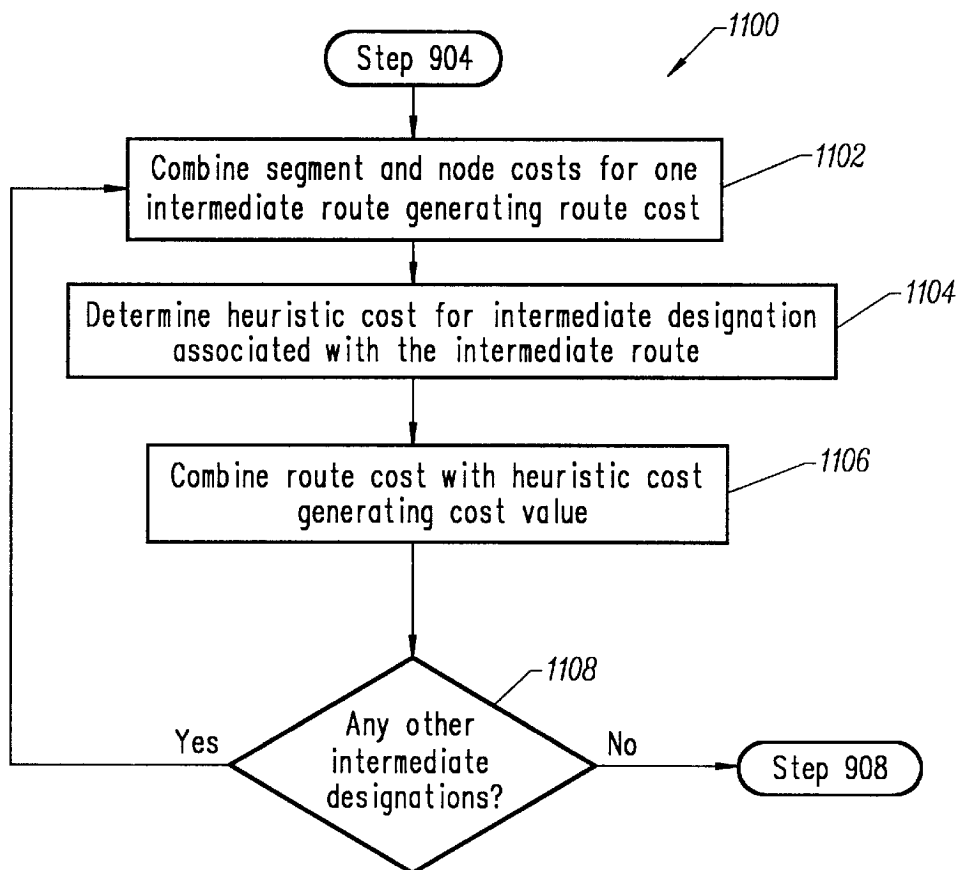 1100
Step 904
Combine segment and node costs for one
intermediate route generating route cost
1102
Determine heuristic cost for intermediate designation
associated with the intermediate route
1104
Combine route cost with heuristic cost
generating cost value
1106
1108
Any other
intermediate
designations?
Yes
No
Step 908